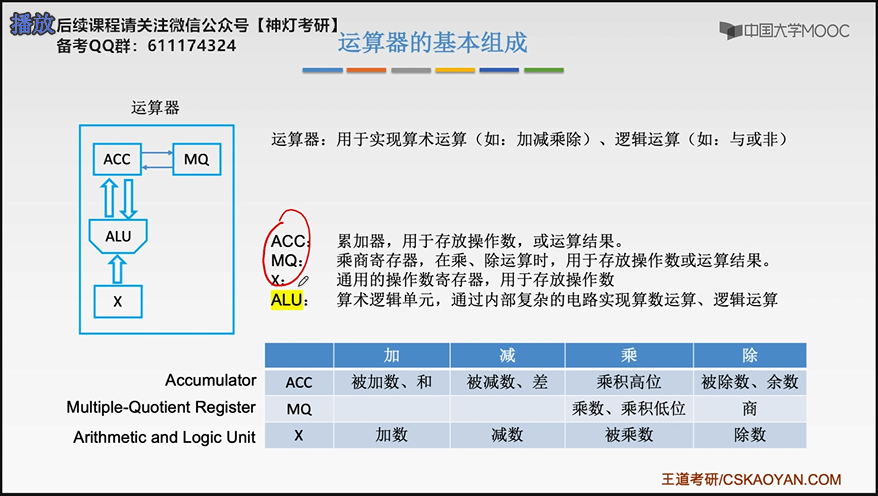 播放
后续课程请关注微信公众号【神灯考研】
备考QQ群：611174324
运算器的基本组成
中国大学MOOC
运算器
ACC
MQ
ALU
X
运算器：用于实现算术运算（如：加减乘除）、逻辑运算（如：与或非）
ACC： 累加器，用于存放操作数，或运算结果。
MQ： 乘商寄存器，在乘、除运算时，用于存放操作数或运算结果。
X： 通用的操作数寄存器，用于存放操作数
ALU： 算术逻辑单元，通过内部复杂的电路实现算数运算、逻辑运算
加 减 乘 除
Accumulator ACC 被加数、和 被减数、差 乘积高位 被除数、余数
Multiple-Quotient Register MQ 乘数、乘积低位 商
Arithmetic and Logic Unit X 加数 减数 被乘数 除数
王道考研/CSKAOYAN.COM